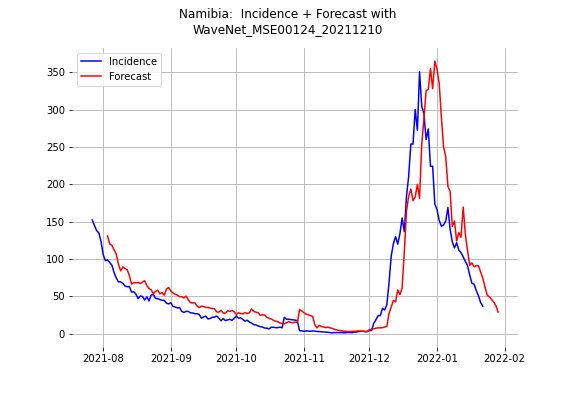 Namibia:  Incidence + Forecast with
WaveNet_MSE00124_20211210
Incidence
Forecast
350
300
250
200
150
100
50
0
2021-08 2021-09 2021-10 2021-11 2021-12 2022-01 2022-02